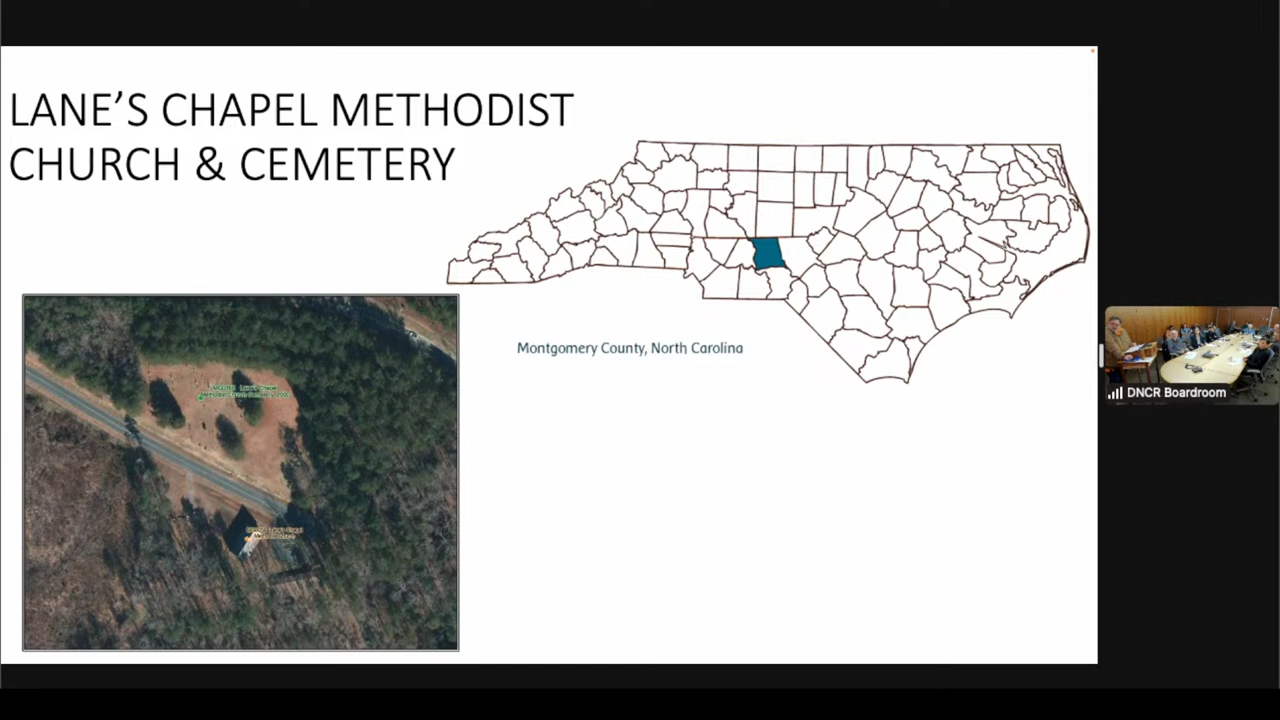 LANE'S CHAPEL METHODIST
CHURCH & CEMETERY
Montgomery County, North Carolina
DNCR Boardroom